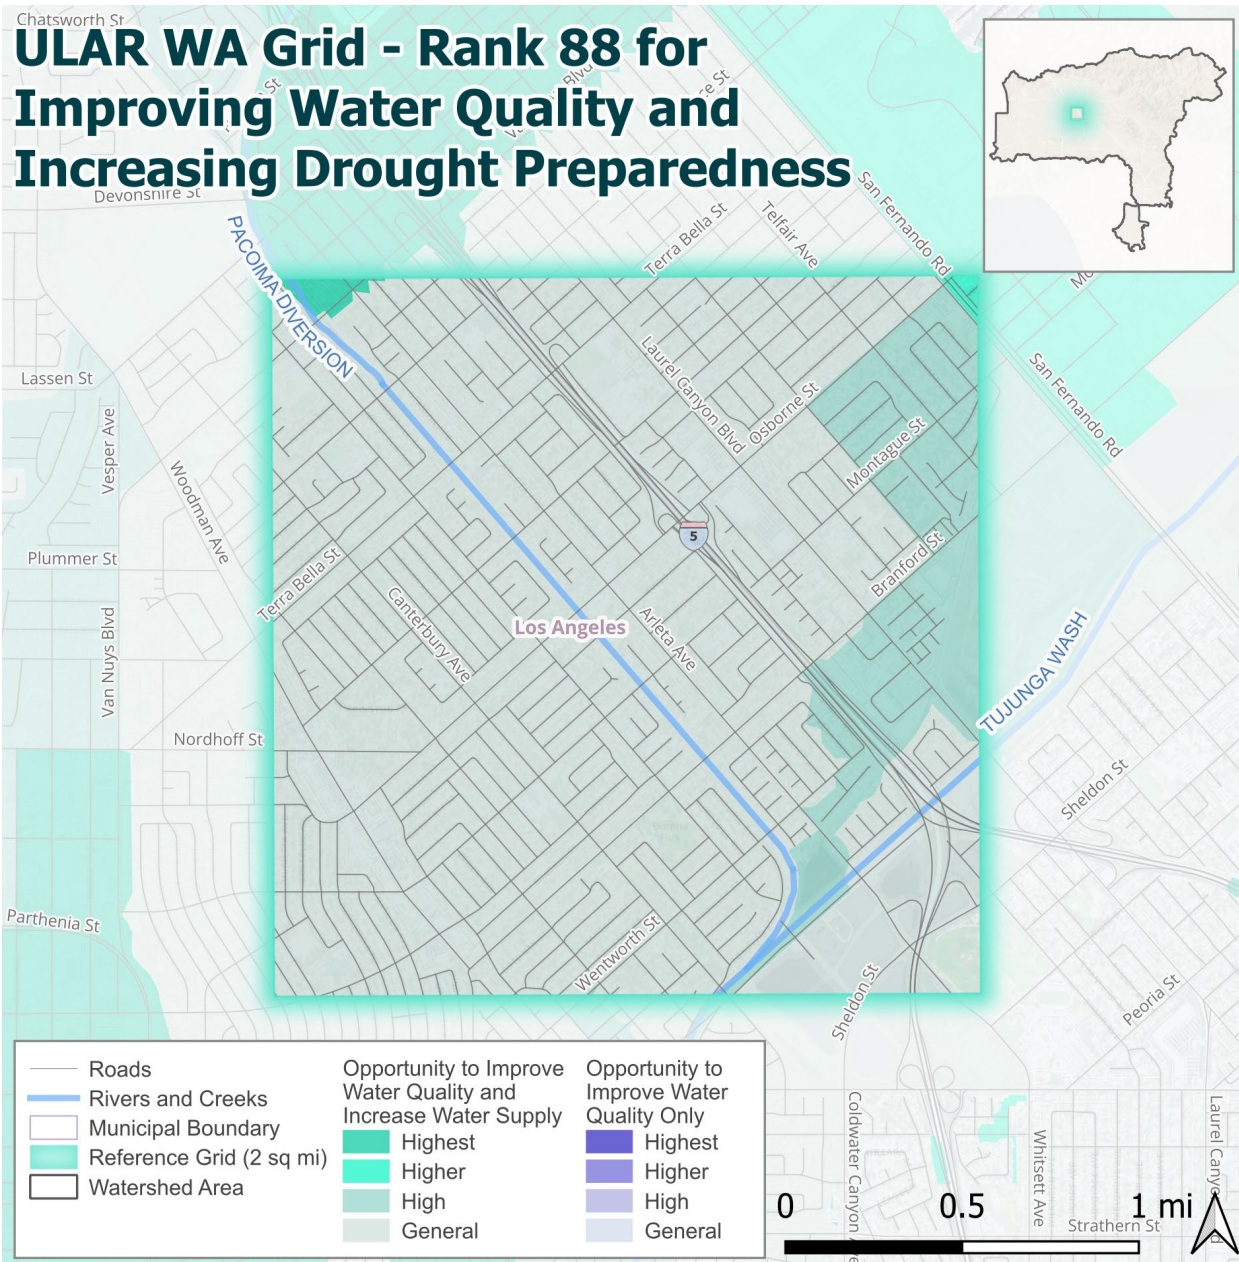 Chatsworth St
ULAR WA Grid - Rank 88 for
Improving Water Quality and
Increasing Drought Preparedness
Devonshire St
San Fernando Rd
Terra Bella St
Telfair Ave
PACOIMA DIVERSION
Laurel Canyon Blvd
Osborne St
San Fernando Rd
Lassen St
Vesper Ave
Montague St
Woodman Ave
5
Plummer St
Terra Bella St
Canterbury Ave
Branford St
Los Angeles
Arleta Ave
Van Nuys Blvd
TUJUNGA WASH
Nordhoff St
Sheldon St
Parthenia St
Wentworth St
Sheldon St
Peoria St
Roads
Rivers and Creeks
Municipal Boundary
Reference Grid (2 sq mi)
Watershed Area
Opportunity to Improve
Water Quality and
Increase Water Supply
Highest
Higher
High
General
Opportunity to
Improve Water
Quality Only
Highest
Higher
High
General
Coldwater Canyon
Whitsett Ave
Laurel Canyon
Strathern St
0 0.5 1 mi